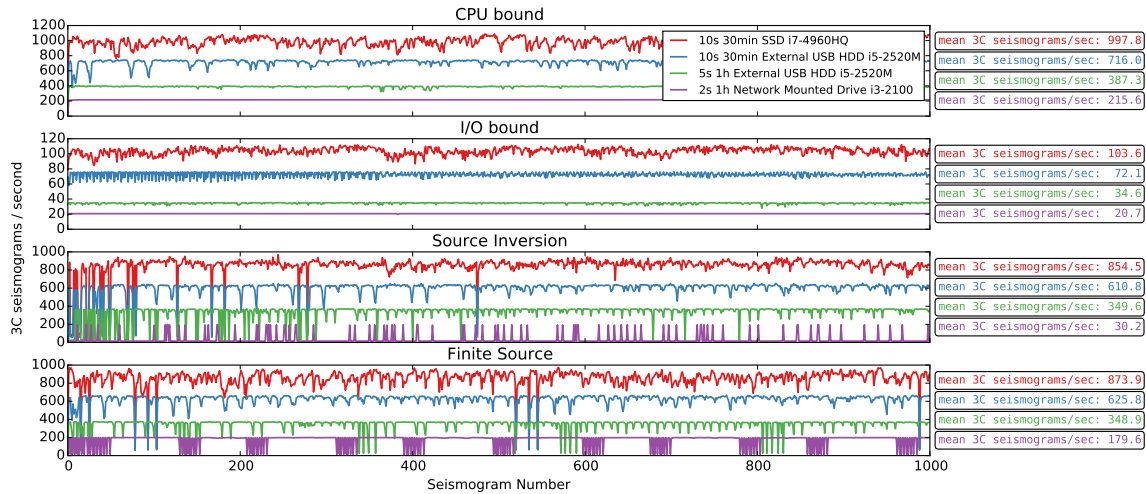 CPU bound
1200
1000
800
600
400
200
0
10s 30min SSD i7-4960HQ
10s 30min External USB HDD i5-2520M
5s 1h External USB HDD i5-2520M
2s 1h Network Mounted Drive i3-2100
mean 3C seismograms/sec: 997.8
mean 3C seismograms/sec: 716.0
mean 3C seismograms/sec: 387.3
mean 3C seismograms/sec: 215.6
I/O bound
120
100
80
60
40
20
0
mean 3C seismograms/sec: 103.6
mean 3C seismograms/sec: 72.1
mean 3C seismograms/sec: 34.6
mean 3C seismograms/sec: 20.7
3C seismograms / second
Source Inversion
1000
800
600
400
200
0
mean 3C seismograms/sec: 854.5
mean 3C seismograms/sec: 610.8
mean 3C seismograms/sec: 349.6
mean 3C seismograms/sec: 30.2
Finite Source
1000
800
600
400
200
0
mean 3C seismograms/sec: 873.9
mean 3C seismograms/sec: 625.8
mean 3C seismograms/sec: 348.9
mean 3C seismograms/sec: 179.6
0 200 400 600 800 1000
Seismogram Number